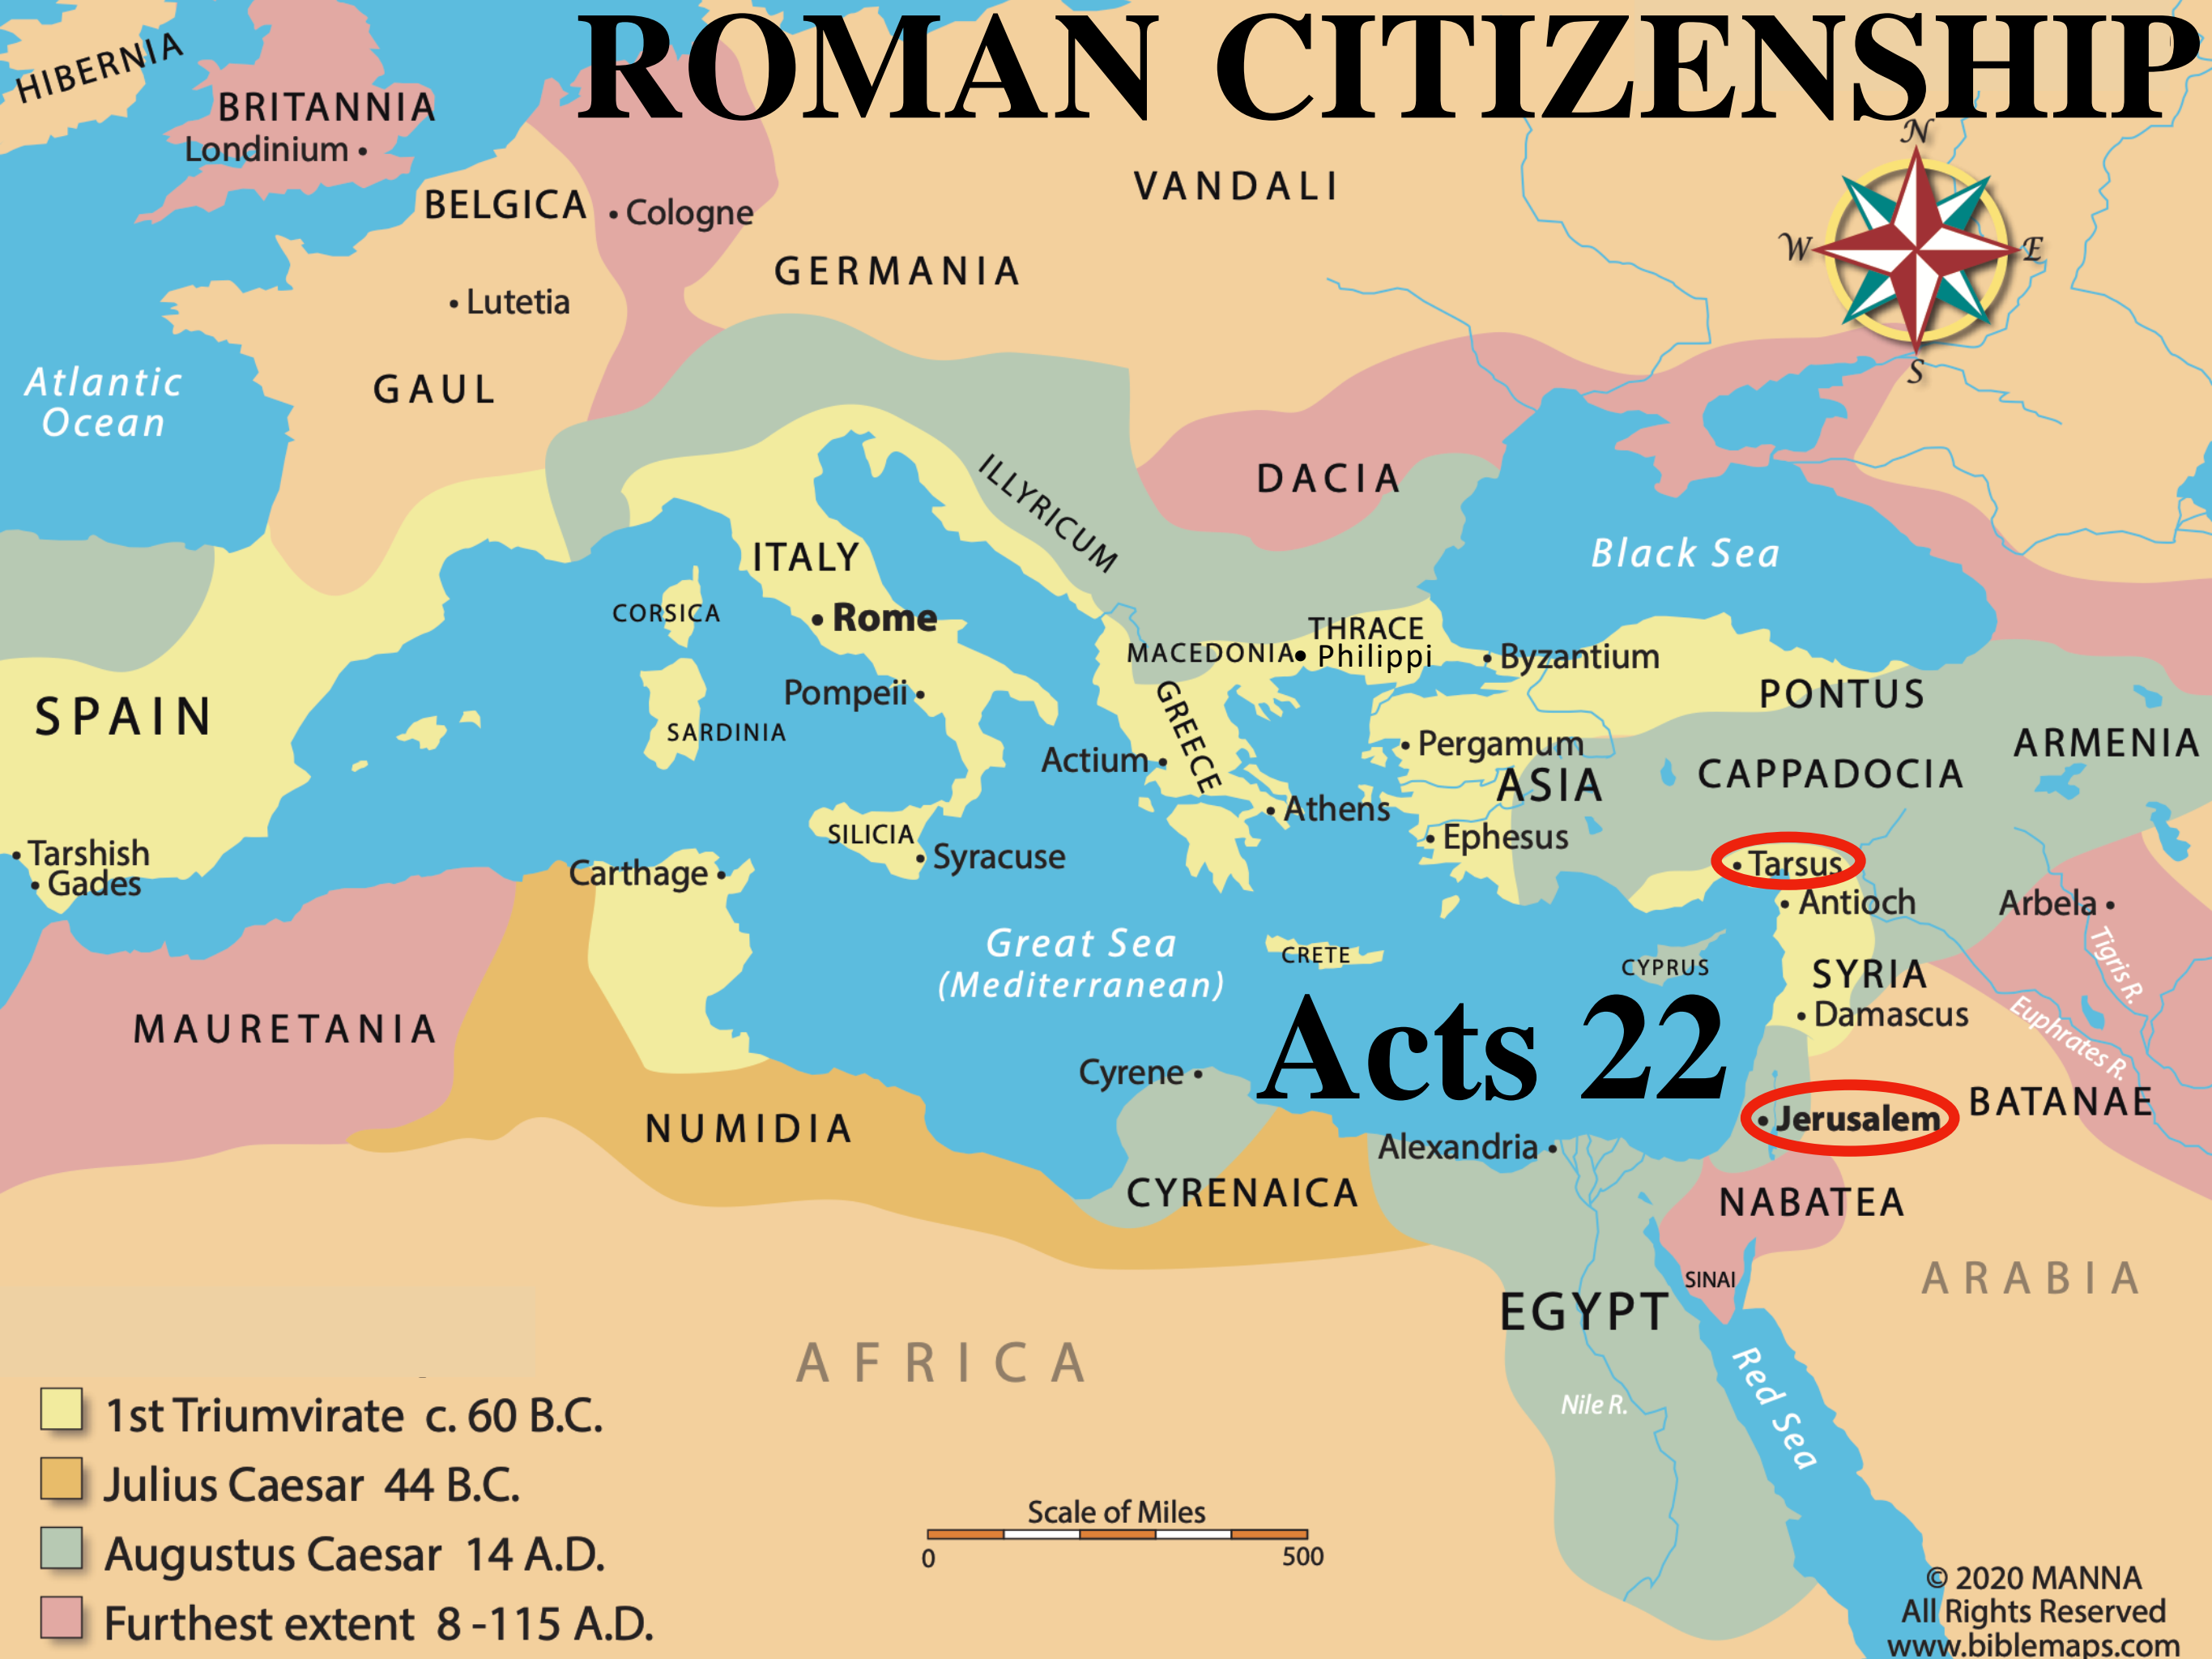 ROMAN CITIZENSHIP
HIBERNIA
BRITANNIA
Londinium
BELGICA
Cologne
VANDALI
N
W
E
S
GERMANIA
Lutetia
Atlantic
Ocean
GAUL
DACIA
ILLYRICUM
Black Sea
ITALY
CORSICA
Rome
THRACE
MACEDONIA
Philippi
Byzantium
SPAIN
Pompeii
SARDINIA
GREECE
PONTUS
Actium
Pergamum
ASIA
CAPPADOCIA
ARMENIA
Athens
Ephesus
SILICIA
Syracuse
Tarshish
Gades
Carthage
Tarsus
Antioch
Arbela
Tigris R.
Great Sea
(Mediterranean)
CRETE
CYPRUS
SYRIA
Damascus
Euphrates R.
MAURETANIA
Acts 22
Cyrene
NUMIDIA
Jerusalem
BATANAE
Alexandria
CYRENAICA
NABATEA
SINAI
ARABIA
EGYPT
AFRICA
Nile R.
Red Sea
1st Triumvirate c. 60 B.C.
Julius Caesar 44 B.C.
Augustus Caesar 14 A.D.
Furthest extent 8 -115 A.D.
Scale of Miles
0
500
© 2020 MANNA
All Rights Reserved
www.biblemaps.com